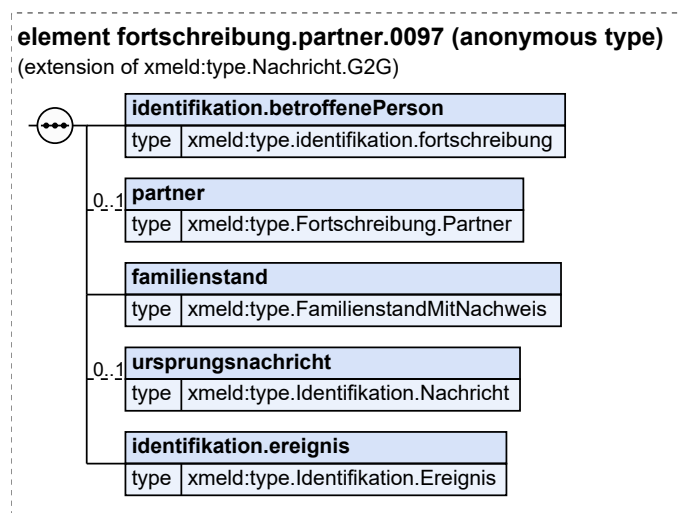 element fortschreibung.partner.0097 (anonymous type)
(extension of xmeld:type.Nachricht.G2G)
identifikation.betroffenePerson
type xmeld:type.identifikation.fortschreibung
0..1 partner
type xmeld:type.Fortschreibung.Partner
familienstand
type xmeld:type.FamilienstandMitNachweis
0..1 ursprungsnachricht
type xmeld:type.Identifikation.Nachricht
identifikation.ereignis
type xmeld:type.Identifikation.Ereignis